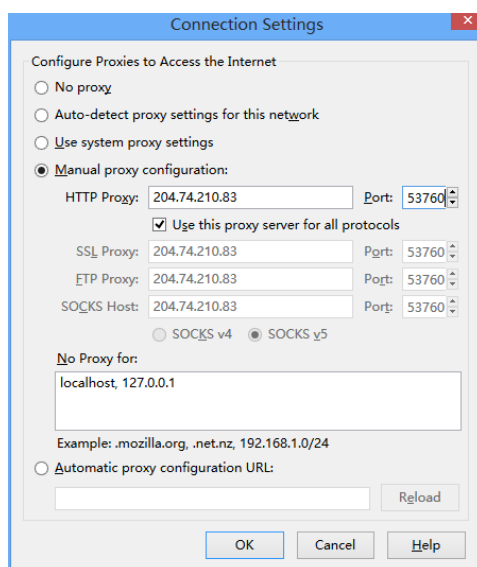 Connection Settings
Configure Proxies to Access the Internet
No proxy
Auto-detect proxy settings for this network
Use system proxy settings
Manual proxy configuration:
HTTP Proxy: 204.74.210.83 Port: 53760
Use this proxy server for all protocols
SSL Proxy: 204.74.210.83 Port: 53760
FTP Proxy: 204.74.210.83 Port: 53760
SOCKS Host: 204.74.210.83 Port: 53760
SOCKS v4 SOCKS v5
No Proxy for:
localhost, 127.0.0.1
Example: .mozilla.org, .net.nz, 192.168.1.0/24
Automatic proxy configuration URL:
Reload
OK Cancel Help